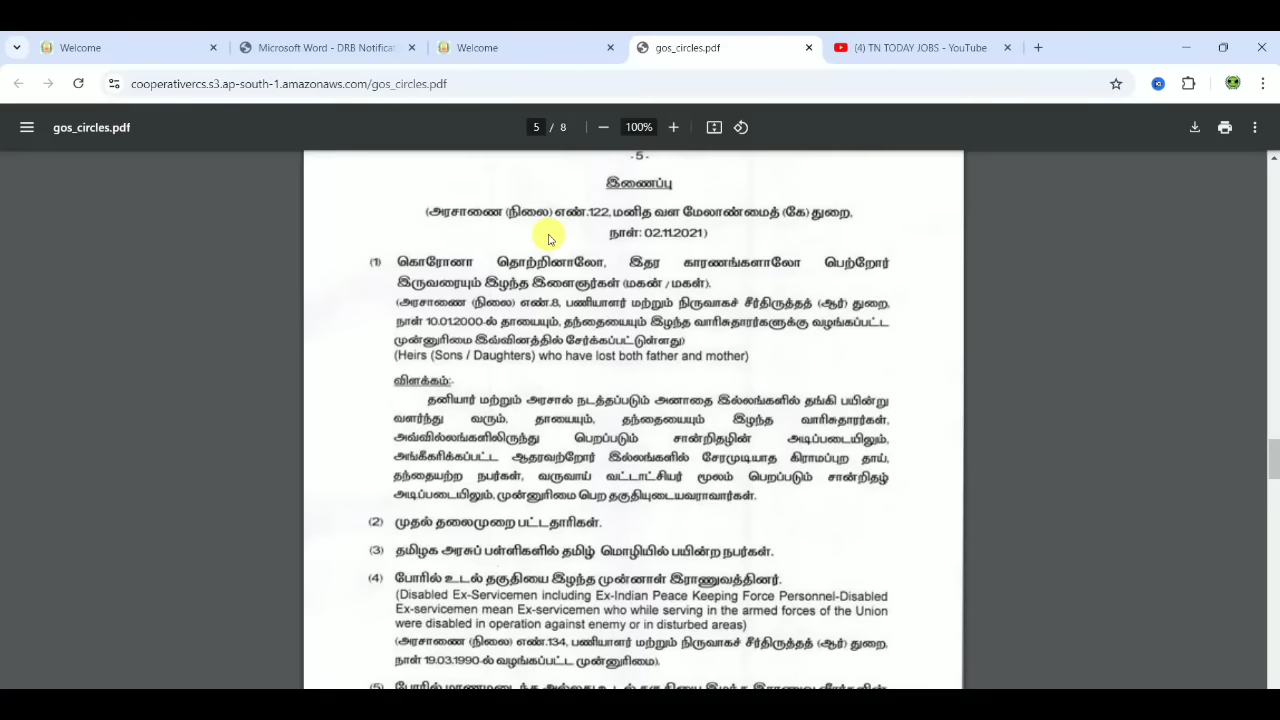 Welcome
Microsoft Word - DRB Notificat
Welcome
gos_circles.pdf
(4) TN TODAY JOBS - YouTube
cooperativercs.s3.ap-south-1.amazonaws.com/gos_circles.pdf
gos_circles.pdf
5 / 8
100%
-5-
இணைப்பு
(அரசாணை (நிலை) எண்.122, மனித வள மேலாண்மைத் (கே) துறை,
நாள்: 02.11.2021)
(1) கொரோனா தொற்றினாலோ, இதர காரணங்களாலோ பெற்றோர்
இருவரையும் இழந்த இளைஞர்கள் (மகன் / மகள்).
(அரசாணை (நிலை) எண்.8, பணியாளர் மற்றும் நிருவாகச் சீர்திருத்தத் (ஆர்) துறை,
நாள் 10.01.2000-ல் தாயையும், தந்தையையும் இழந்த வாரிசுதாரர்களுக்கு வழங்கப்பட்ட
முன்னுரிமை இவ்வினத்தில் சேர்க்கப்பட்டுள்ளது)
(Heirs (Sons / Daughters) who have lost both father and mother)
விளக்கம்:-
தனியார் மற்றும் அரசால் நடத்தப்படும் அனாதை இல்லங்களில் தங்கி பயின்று
வளர்ந்து வரும், தாயையும், தந்தையையும் இழந்த வாரிசுதாரர்கள்,
அவ்வில்லங்களிலிருந்து பெறப்படும் சான்றிதழின் அடிப்படையிலும்,
அங்கீகரிக்கப்பட்ட ஆதரவற்றோர் இல்லங்களில் சேரமுடியாத கிராமப்புற தாய்,
தந்தையற்ற நபர்கள், வருவாய் வட்டாட்சியர் மூலம் பெறப்படும் சான்றிதழ்
அடிப்படையிலும், முன்னுரிமை பெற தகுதியுடையவராவார்கள்.
(2) முதல் தலைமுறை பட்டதாரிகள்.
(3) தமிழக அரசுப் பள்ளிகளில் தமிழ் மொழியில் பயின்ற நபர்கள்.
(4) போரில் உடல் தகுதியை இழந்த முன்னாள் இராணுவத்தினர்.
(Disabled Ex-Servicemen including Ex-Indian Peace Keeping Force Personnel-Disabled
Ex-servicemen mean Ex-servicemen who while serving in the armed forces of the Union
were disabled in operation against enemy or in disturbed areas)
(அரசாணை (நிலை) எண்.134, பணியாளர் மற்றும் நிருவாகச் சீர்திருத்தத் (ஆர்) துறை,
நாள் 19.03.1990-ல் வழங்கப்பட்ட முன்னுரிமை).